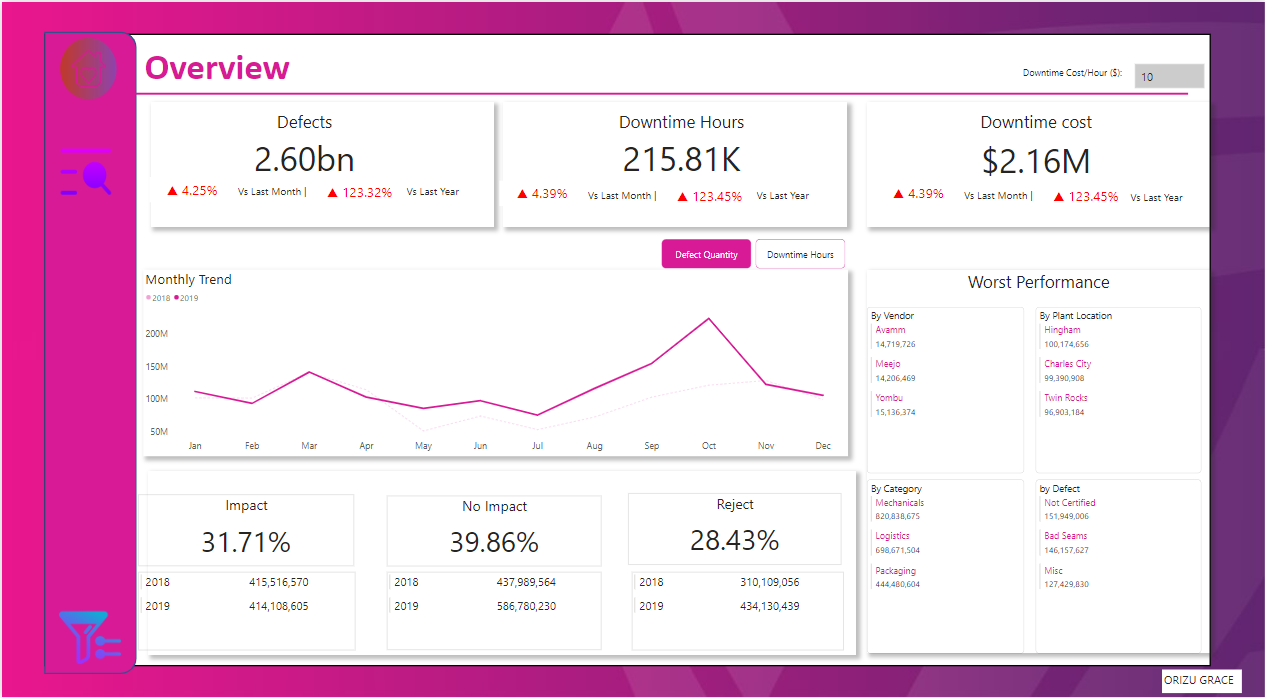 Overview
Downtime Cost/Hour ($):
10
Defects
2.60bn
▲ 4.25% Vs Last Month | ▲ 123.32% Vs Last Year
Downtime Hours
215.81K
▲ 4.39% Vs Last Month | ▲ 123.45% Vs Last Year
Downtime cost
$2.16M
▲ 4.39% Vs Last Month | ▲ 123.45% Vs Last Year
Defect Quantity
Downtime Hours
Monthly Trend
2018 2019
200M
150M
100M
50M
Jan Feb Mar Apr May Jun Jul Aug Sep Oct Nov Dec
Worst Performance
By Vendor
Avamm
14,719,726
Meejo
14,206,469
Yombu
15,136,374
By Plant Location
Hingham
100,174,656
Charles City
99,390,908
Twin Rocks
96,903,184
By Category
Mechanicals
820,838,675
Logistics
698,671,504
Packaging
444,480,604
by Defect
Not Certified
151,949,006
Bad Seams
146,157,627
Misc
127,429,830
Impact
31.71%
2018 415,516,570
2019 414,108,605
No Impact
39.86%
2018 437,989,564
2019 586,780,230
Reject
28.43%
2018 310,109,056
2019 434,130,439
ORIZU GRACE